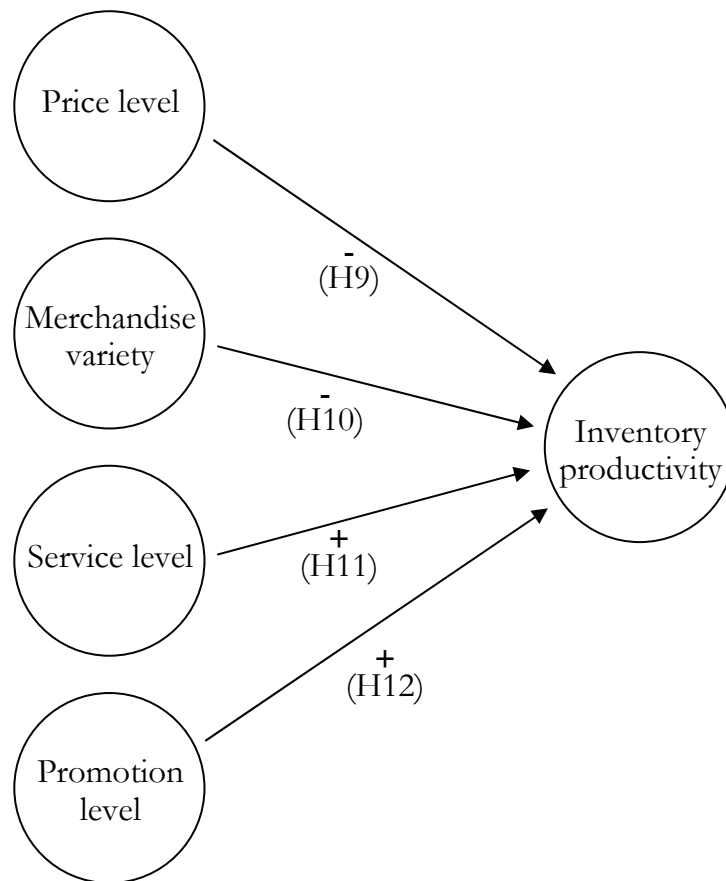 Price level
-
(H9)
Merchandise
variety
-
(H10)
Inventory
productivity
Service level
+
(H11)
+
(H12)
Promotion
level